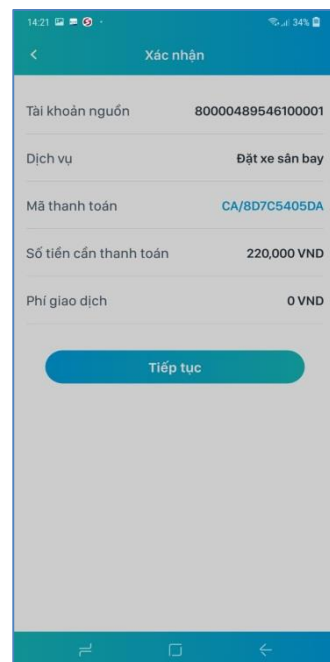 14:21 34%
Xác nhận
Tài khoản nguồn 80000489546100001
Dịch vụ Đặt xe sân bay
Mã thanh toán CA/8D7C5405DA
Số tiền cần thanh toán 220,000 VND
Phí giao dịch 0 VND
Tiếp tục